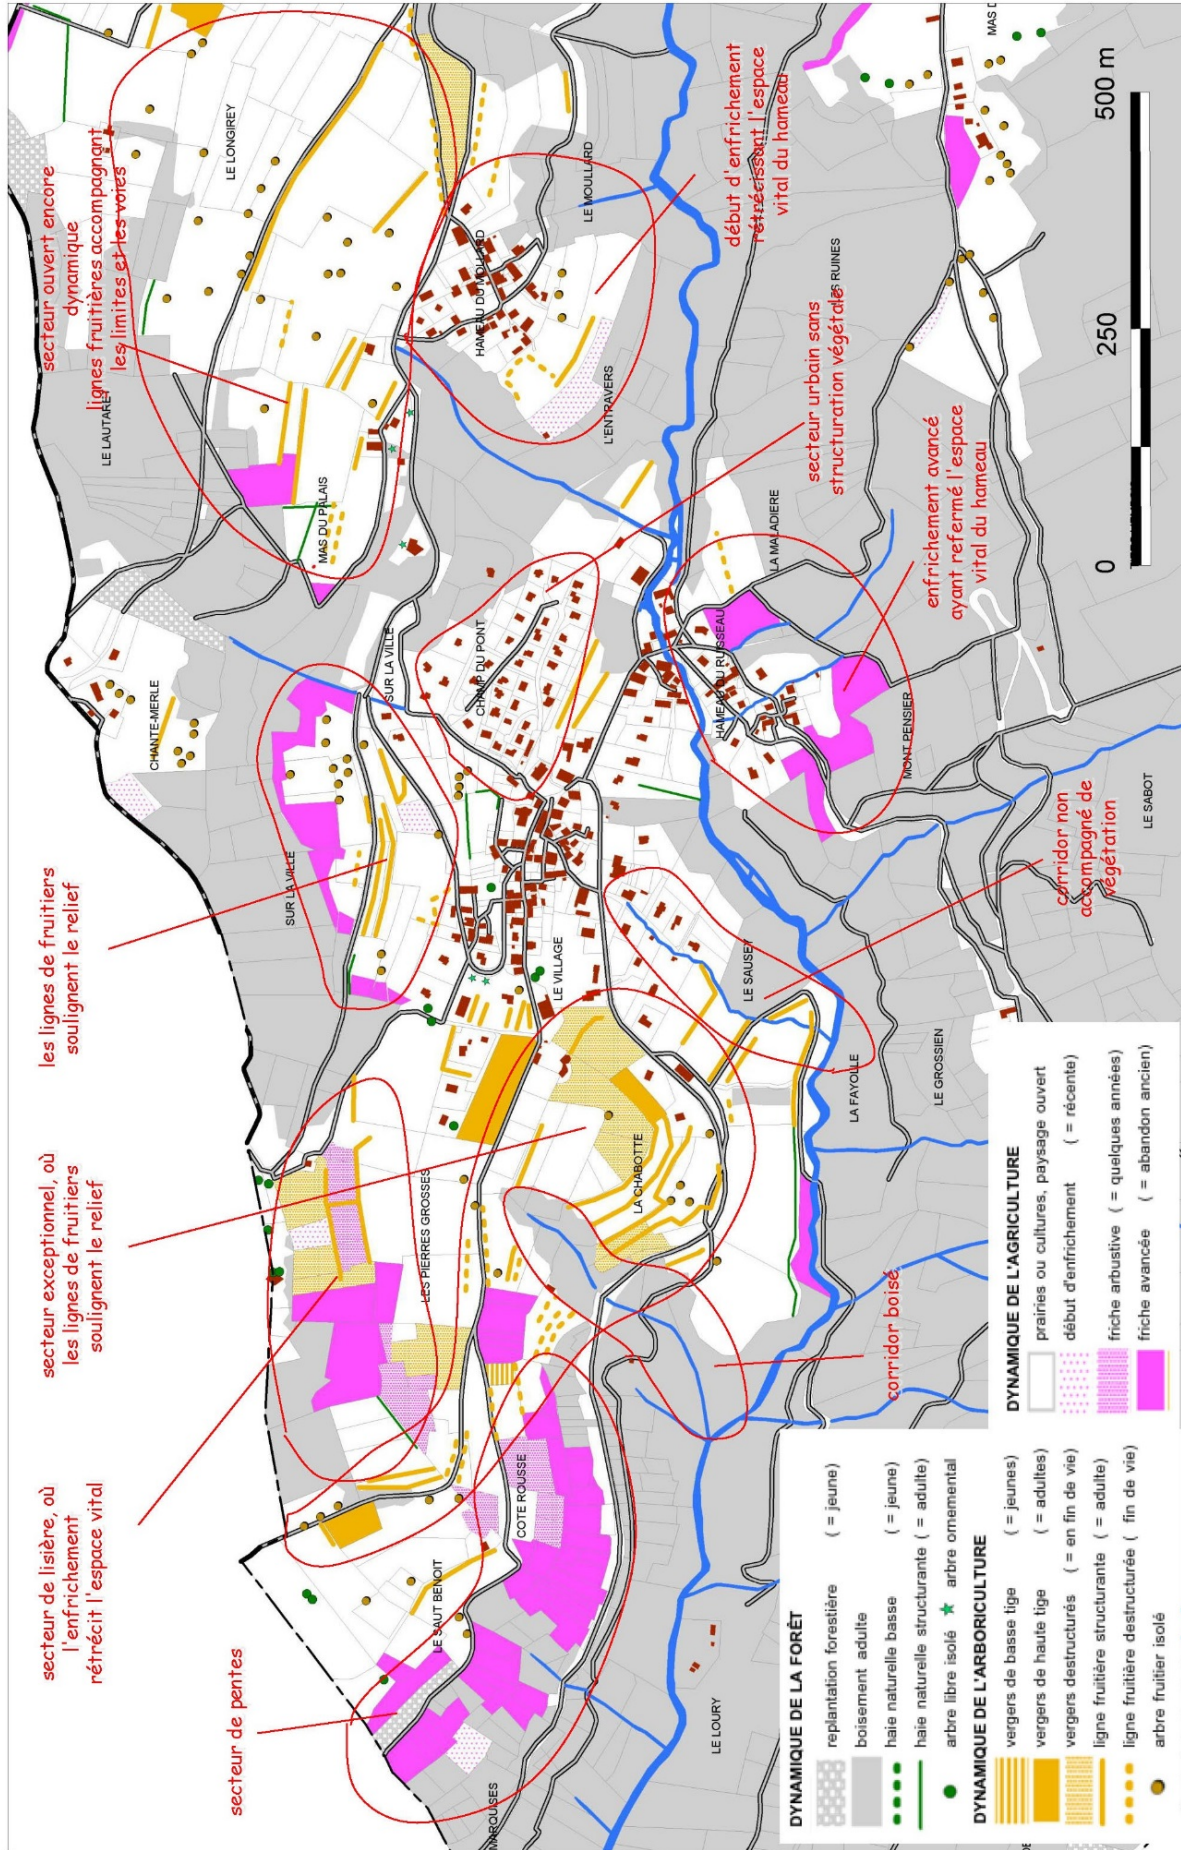 secteur de pentes
secteur de lisière, où
l'enfrichement
rétrécit l'espace vital
secteur exceptionnel, où
les lignes de fruitiers
soulignent le relief
les lignes de fruitiers
soulignent le relief
secteur ouvert encore
dynamique
lignes fruitières accompagnant
les limites et les voies
début d'enfrichement
rétrécissant l'espace
vital du hameau
secteur urbain sans
structuration végétale
enfrichement avancé
ayant refermé l'espace
vital du hameau
corridor non
accompagné de
végétation
corridor boisé
MARQUISES
LE SAUT BENOIT
COTE ROUSSE
LES PIERRES GROSSES
LA CHABOTTE
LE VILLAGE
SUR LA VILLE
SUR LA VILLE
CHANTE-MERLE
CHAMP DU PONT
MAS DU PALAIS
LE LAUTARET
LE LONGIREY
HAMEAU DU MOLLARD
LE MOULLARD
L'ENTRAVERS
RUINES
LA MALADIERE
HAMEAU DU RUISSEAU
MONT PENSIER
LE SABOT
LE SAUSET
LA FAYOLLE
LE GROSSIEN
LE LOURY
MAS D
0 250 500 m
DYNAMIQUE DE LA FORÊT
replantation forestière ( = jeune)
boisement adulte
haie naturelle basse ( = jeune)
haie naturelle structurante ( = adulte)
arbre libre isolé arbre ornemental
DYNAMIQUE DE L'ARBORICULTURE
vergers de basse tige ( = jeunes)
vergers de haute tige ( = adultes)
vergers destructurés ( = en fin de vie)
ligne fruitière structurante ( = adulte)
ligne fruitière destructurée ( fin de vie)
arbre fruitier isolé
DYNAMIQUE DE L'AGRICULTURE
prairies ou cultures, paysage ouvert
début d'enfrichement ( = récente)
friche arbustive ( = quelques années)
friche avancée ( = abandon ancien)